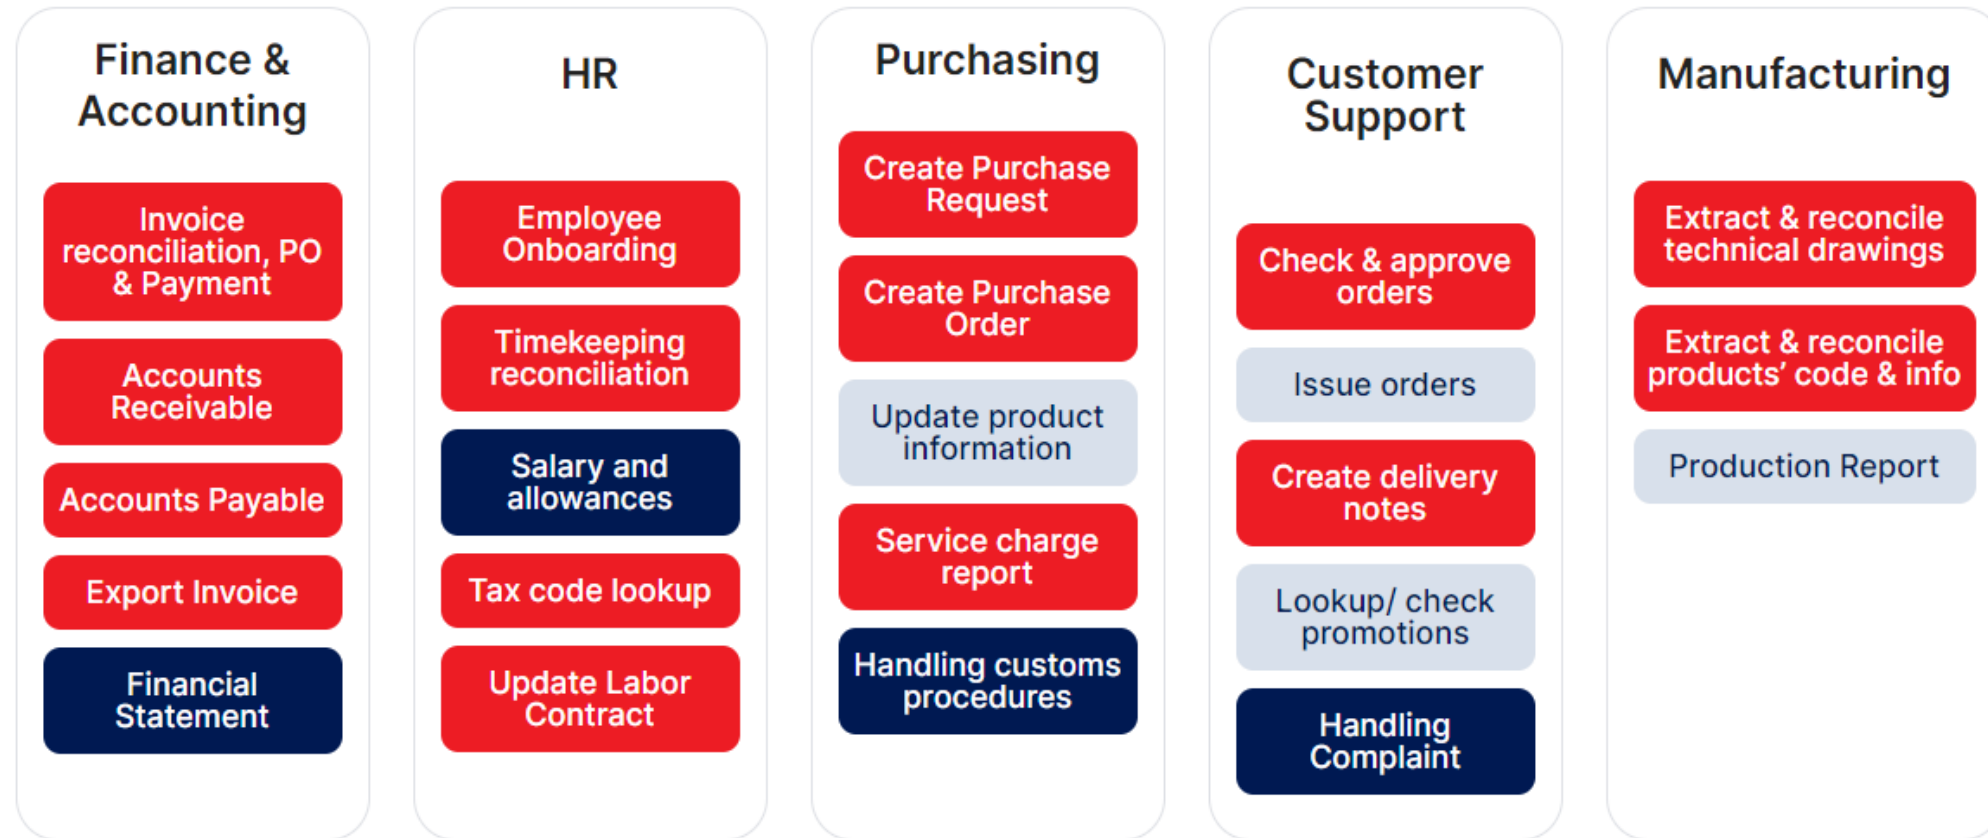 Finance &
Accounting
Invoice
reconciliation, PO
& Payment
Accounts
Receivable
Accounts Payable
Export Invoice
Financial
Statement
HR
Employee
Onboarding
Timekeeping
reconciliation
Salary and
allowances
Tax code lookup
Update Labor
Contract
Purchasing
Create Purchase
Request
Create Purchase
Order
Update product
information
Service charge
report
Handling customs
procedures
Customer
Support
Check & approve
orders
Issue orders
Create delivery
notes
Lookup/ check
promotions
Handling
Complaint
Manufacturing
Extract & reconcile
technical drawings
Extract & reconcile
products’ code & info
Production Report